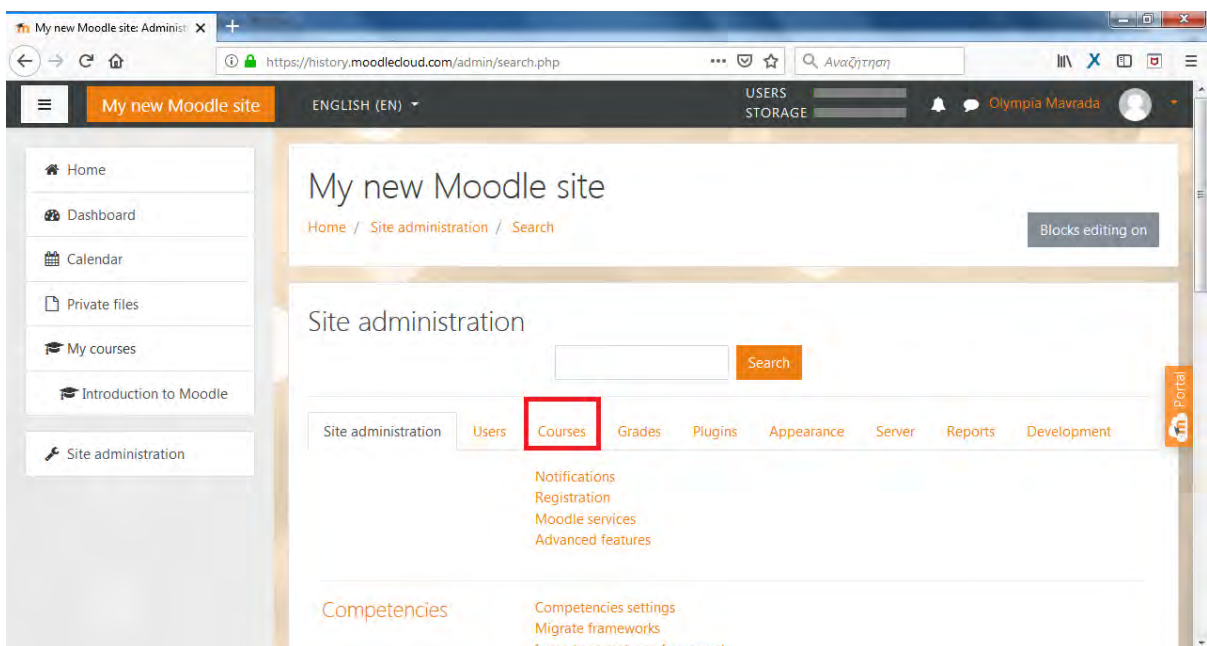 My new Moodle site: Administ
https://history.moodlecloud.com/admin/search.php
Αναζήτηση
My new Moodle site
ENGLISH (EN)
USERS
STORAGE
Olympia Mavrada
Home
Dashboard
Calendar
Private files
My courses
Introduction to Moodle
Site administration
My new Moodle site
Home / Site administration / Search
Blocks editing on
Site administration
Search
Portal
Site administration Users Courses Grades Plugins Appearance Server Reports Development
Notifications
Registration
Moodle services
Advanced features
Competencies
Competencies settings
Migrate frameworks